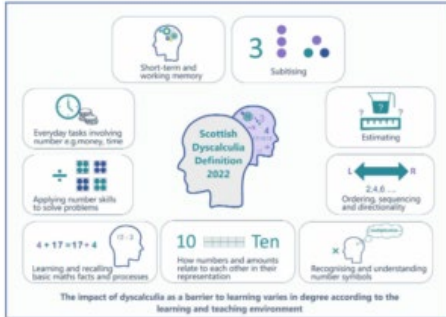 Short-term and
working memory
3
Subitising
Everyday tasks involving
number e.g money, time
Scottish
Dyscalculia
Definition
2022
? ?
Estimating
÷
Applying number skills
to solve problems
L R
2,4,6 ....
Ordering, sequencing
and directionality
4 + 17 = 17 + 4
Learning and recalling
basic maths facts and processes
10 Ten
How numbers and amounts
relate to each other in their
representation
×
Recognising and understanding
number symbols
The impact of dyscalculia as a barrier to learning varies in degree according to the
learning and teaching environment